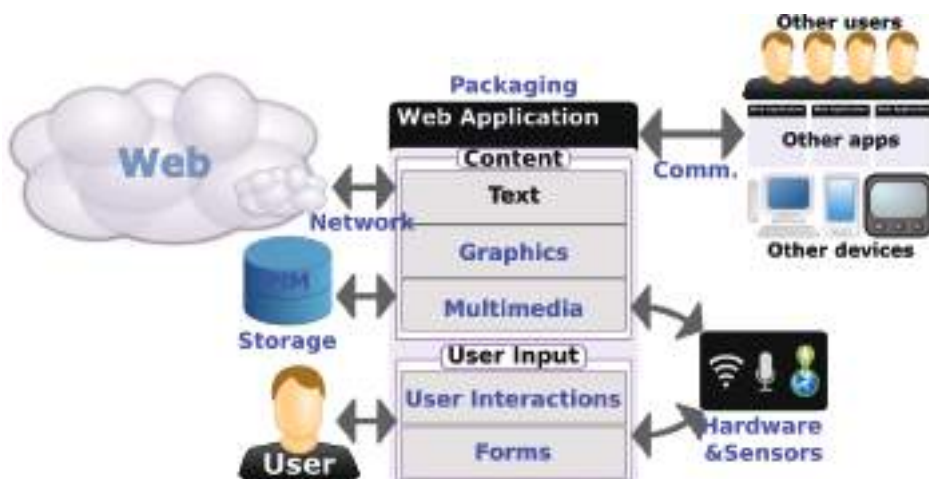 Other users
Packaging
Web Application
Other apps
Content
Comm.
Web
Text
Network
Graphics
Other devices
Multimedia
Storage
User Input
User Interactions
Hardware
&Sensors
Forms
User